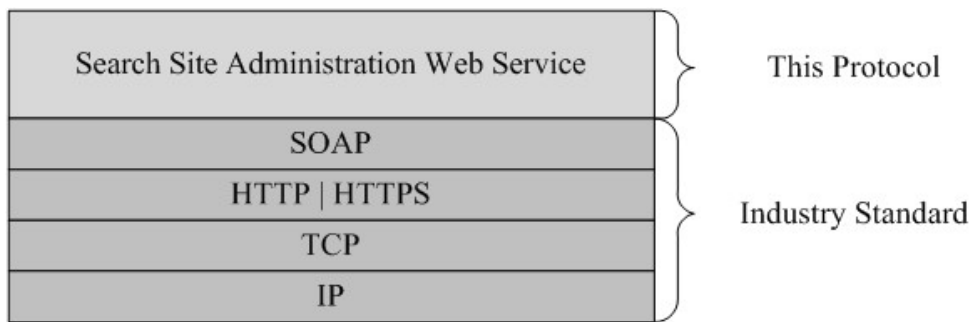 Search Site Administration Web Service
This Protocol
SOAP
HTTP | HTTPS
TCP
IP
Industry Standard